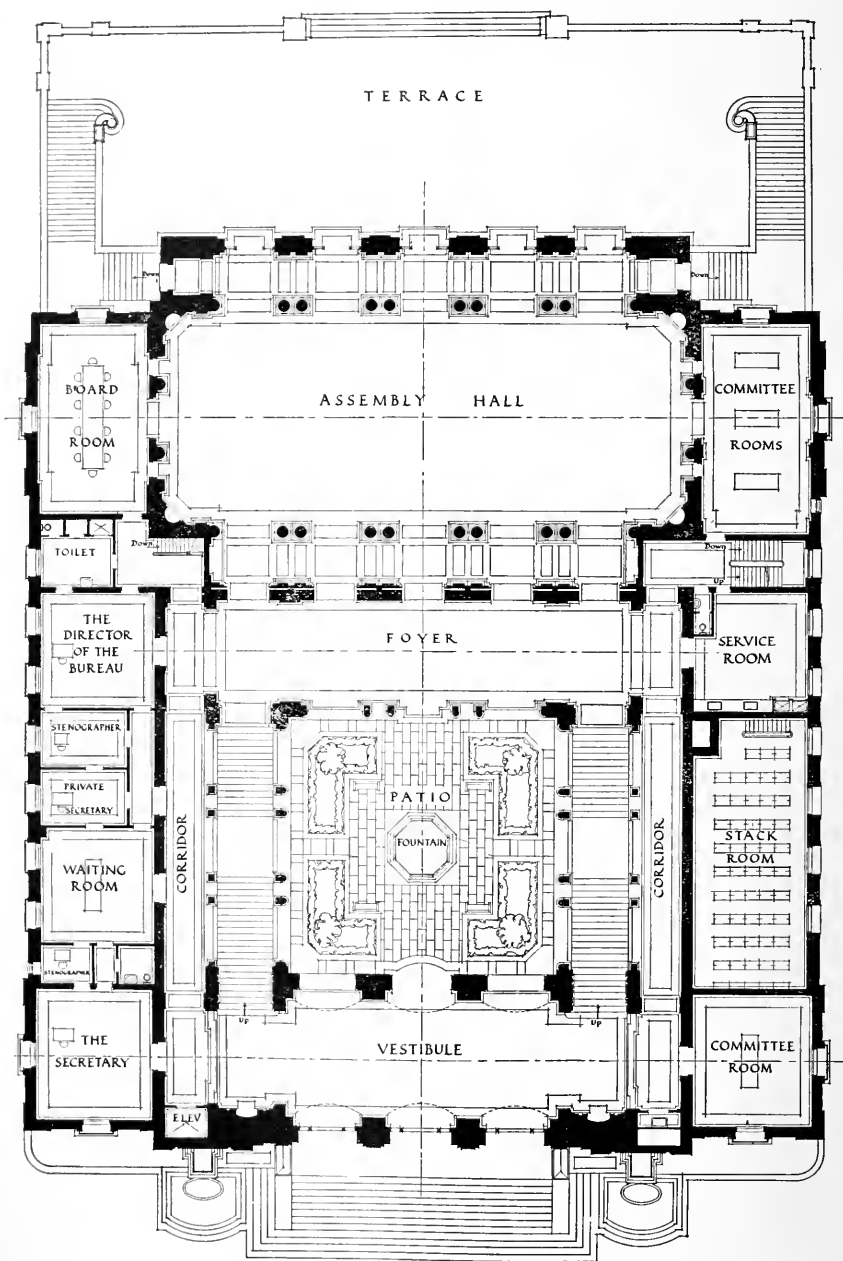 TERRACE
Down
Down
BOARD
ROOM
ASSEMBLY HALL
COMMITTEE
ROOMS
TOILET
Down
Down
Up
THE
DIRECTOR
OF THE
BUREAU
FOYER
SERVICE
ROOM
STENOGRAPHER
PRIVATE
SECRETARY
WAITING
ROOM
CORRIDOR
PATIO
FOUNTAIN
CORRIDOR
STACK
ROOM
STENOGRAPHER
THE
SECRETARY
Up
VESTIBULE
Up
COMMITTEE
ROOM
ELEV